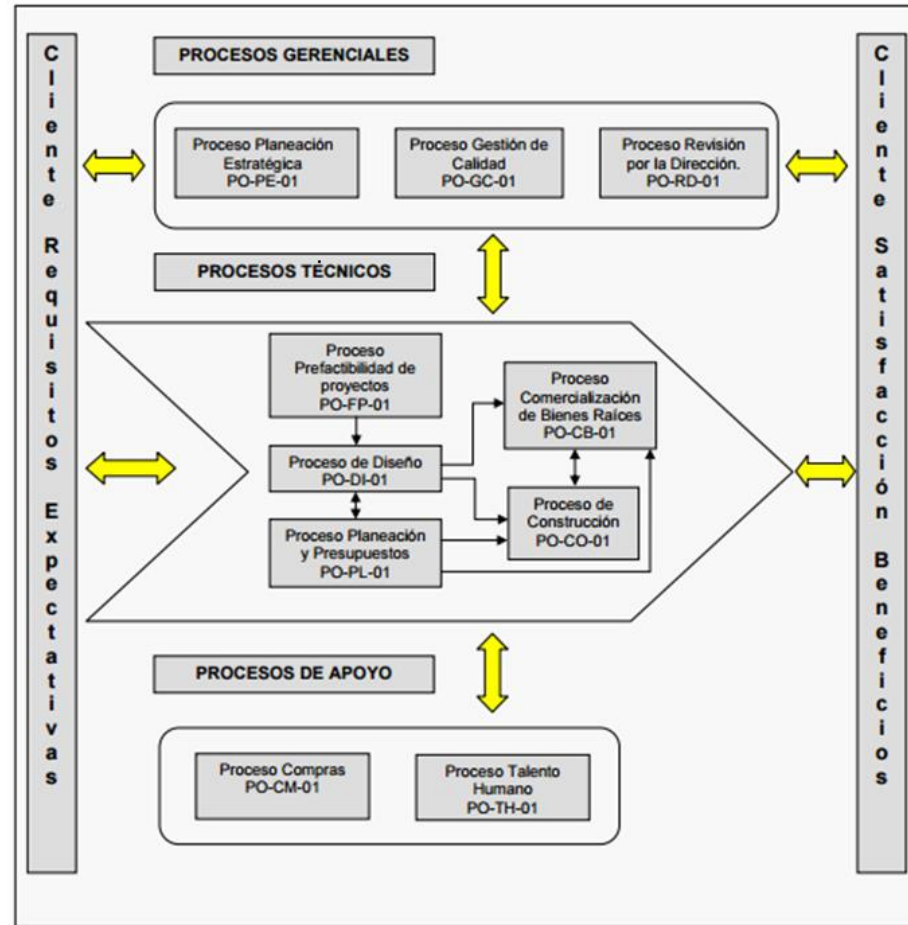 Cliente Requisitos Expectativas
PROCESOS GERENCIALES
Proceso Planeación
Estratégica
PO-PE-01
Proceso Gestión de
Calidad
PO-GC-01
Proceso Revisión
por la Dirección.
PO-RD-01
PROCESOS TÉCNICOS
Proceso
Prefactibilidad de
proyectos
PO-FP-01
Proceso
Comercialización
de Bienes Raíces
PO-CB-01
Proceso de Diseño
PO-DI-01
Proceso de
Construcción
PO-CO-01
Proceso Planeación
y Presupuestos
PO-PL-01
PROCESOS DE APOYO
Proceso Compras
PO-CM-01
Proceso Talento
Humano
PO-TH-01
Cliente Satisfacción Beneficios